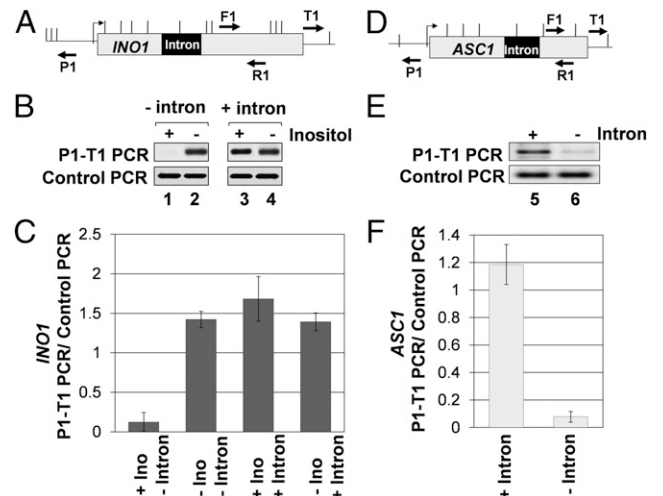 A
F1
T1
INO1
Intron
P1
R1
B
- intron
+ intron
+
-
+
-
Inositol
P1-T1 PCR
Control PCR
1
2
3
4
C
INO1
P1-T1 PCR/ Control PCR
2.5
2
1.5
1
0.5
0
+ Ino
- Intron
- Ino
- Intron
+ Ino
+ Intron
- Ino
+ Intron
D
F1
T1
ASC1
Intron
P1
R1
E
+
-
Intron
P1-T1 PCR
Control PCR
5
6
F
ASC1
P1-T1 PCR/ Control PCR
1.4
1.2
1
0.8
0.6
0.4
0.2
0
+ Intron
- Intron